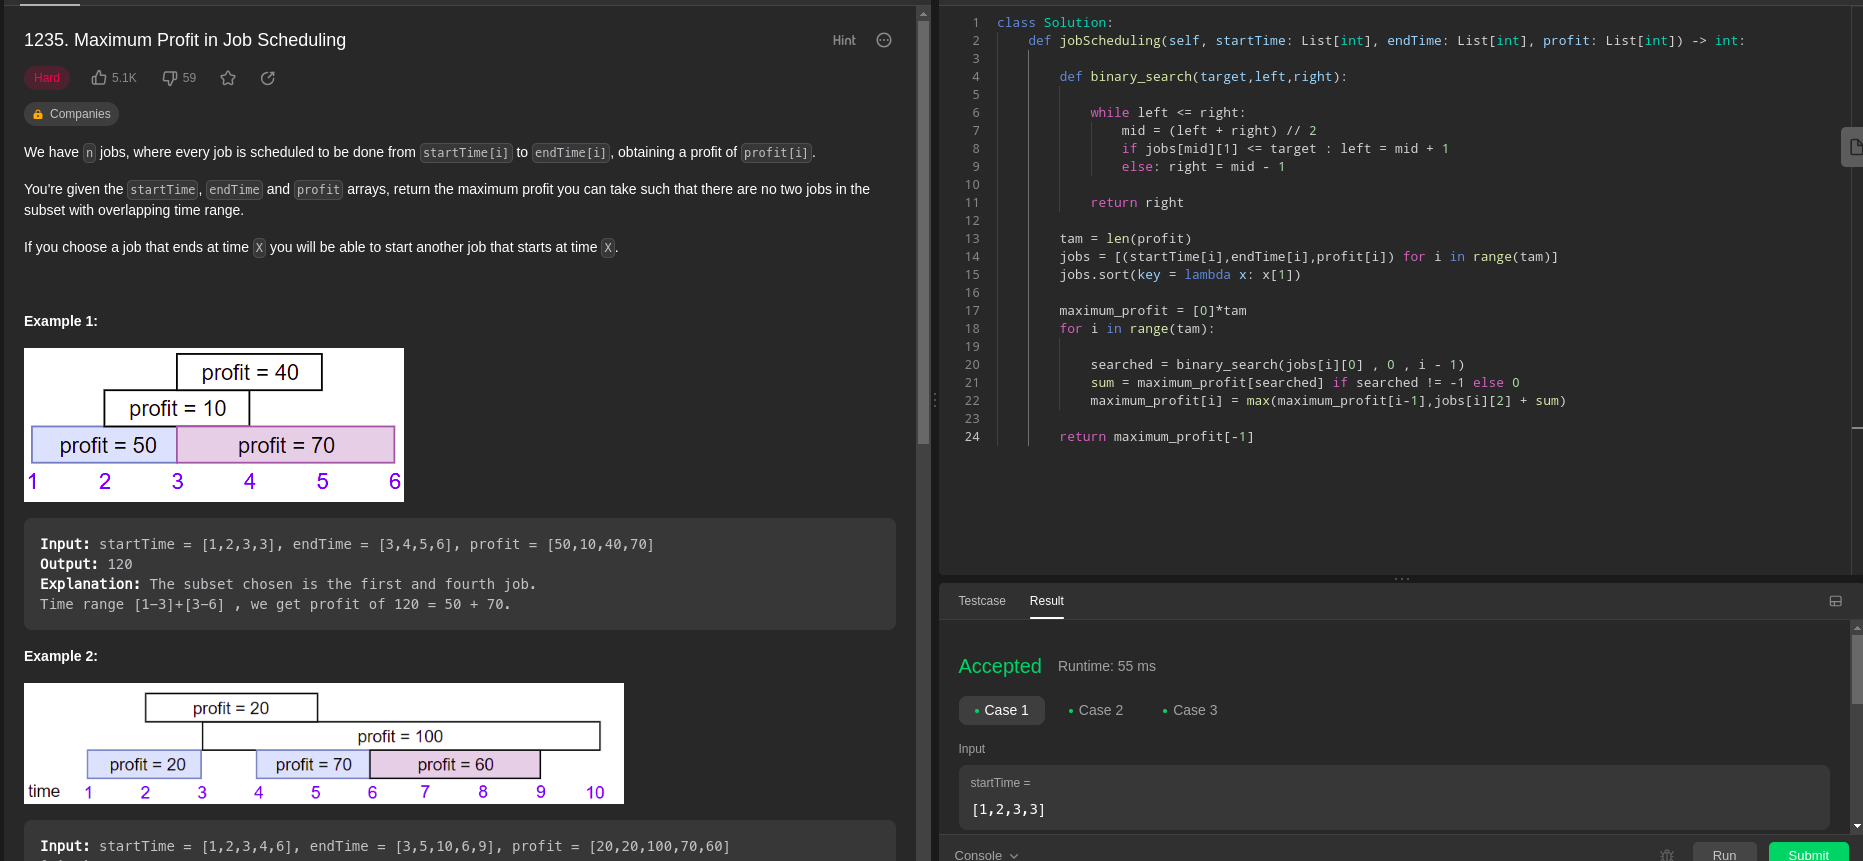 1235. Maximum Profit in Job Scheduling
Hint
Hard
5.1K
59
Companies
We have n jobs, where every job is scheduled to be done from startTime[i] to endTime[i], obtaining a profit of profit[i].
You're given the startTime, endTime and profit arrays, return the maximum profit you can take such that there are no two jobs in the
subset with overlapping time range.
If you choose a job that ends at time X you will be able to start another job that starts at time X.
Example 1:
profit = 40
profit = 10
profit = 50 profit = 70
1 2 3 4 5 6
Input: startTime = [1,2,3,3], endTime = [3,4,5,6], profit = [50,10,40,70]
Output: 120
Explanation: The subset chosen is the first and fourth job.
Time range [1-3]+[3-6] , we get profit of 120 = 50 + 70.
Example 2:
profit = 20
profit = 100
profit = 20 profit = 70 profit = 60
time 1 2 3 4 5 6 7 8 9 10
Input: startTime = [1,2,3,4,6], endTime = [3,5,10,6,9], profit = [20,20,100,70,60]
1 class Solution:
2 def jobScheduling(self, startTime: List[int], endTime: List[int], profit: List[int]) -> int:
3
4 def binary_search(target,left,right):
5
6 while left <= right:
7 mid = (left + right) // 2
8 if jobs[mid][1] <= target : left = mid + 1
9 else: right = mid - 1
10
11 return right
12
13 tam = len(profit)
14 jobs = [(startTime[i],endTime[i],profit[i]) for i in range(tam)]
15 jobs.sort(key = lambda x: x[1])
16
17 maximum_profit = [0]*tam
18 for i in range(tam):
19
20 searched = binary_search(jobs[i][0] , 0 , i - 1)
21 sum = maximum_profit[searched] if searched != -1 else 0
22 maximum_profit[i] = max(maximum_profit[i-1],jobs[i][2] + sum)
23
24 return maximum_profit[-1]
Testcase Result
Accepted Runtime: 55 ms
Case 1 Case 2 Case 3
Input
startTime =
[1,2,3,3]
Console Run Submit